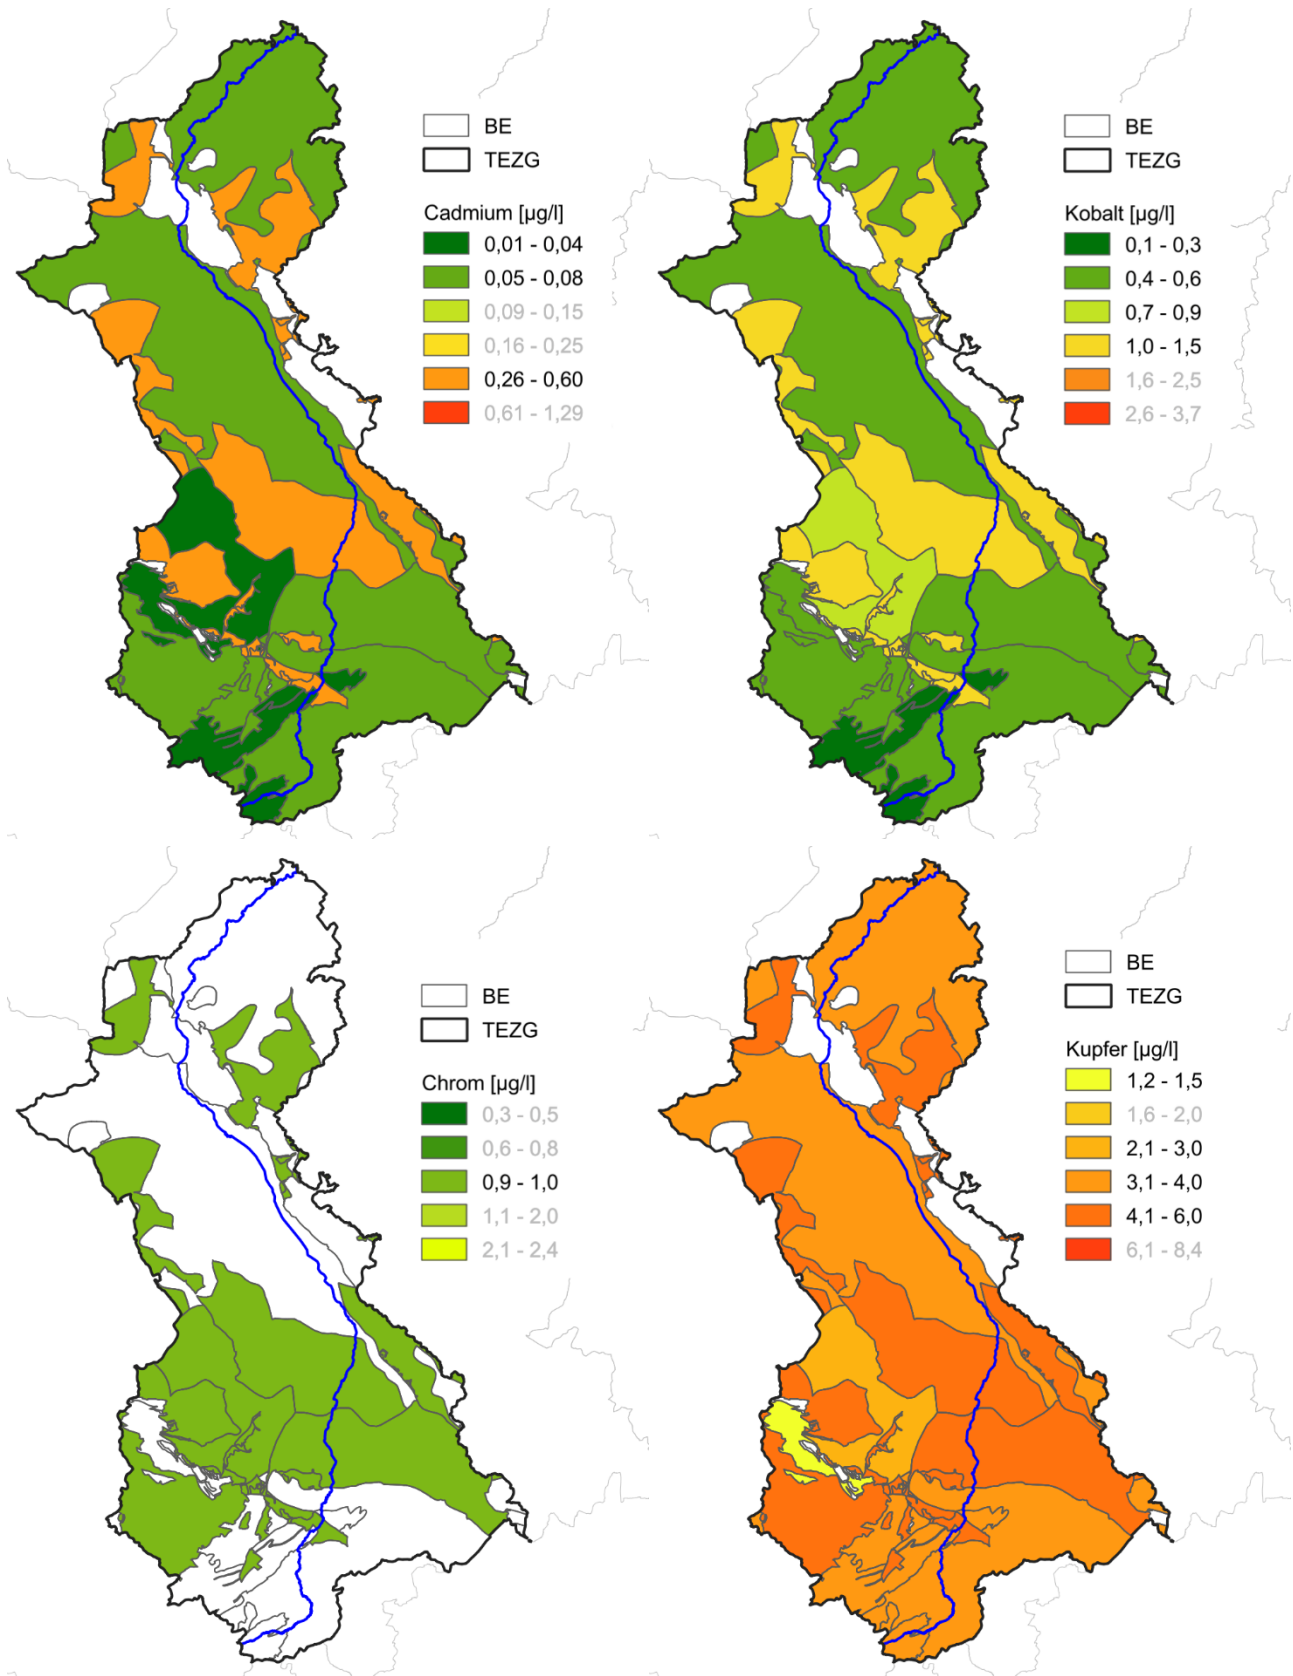 BE
TEZG
Cadmium [µg/l]
0,01 - 0,04
0,05 - 0,08
0,09 - 0,15
0,16 - 0,25
0,26 - 0,60
0,61 - 1,29
BE
TEZG
Kobalt [µg/l]
0,1 - 0,3
0,4 - 0,6
0,7 - 0,9
1,0 - 1,5
1,6 - 2,5
2,6 - 3,7
BE
TEZG
Chrom [µg/l]
0,3 - 0,5
0,6 - 0,8
0,9 - 1,0
1,1 - 2,0
2,1 - 2,4
BE
TEZG
Kupfer [µg/l]
1,2 - 1,5
1,6 - 2,0
2,1 - 3,0
3,1 - 4,0
4,1 - 6,0
6,1 - 8,4